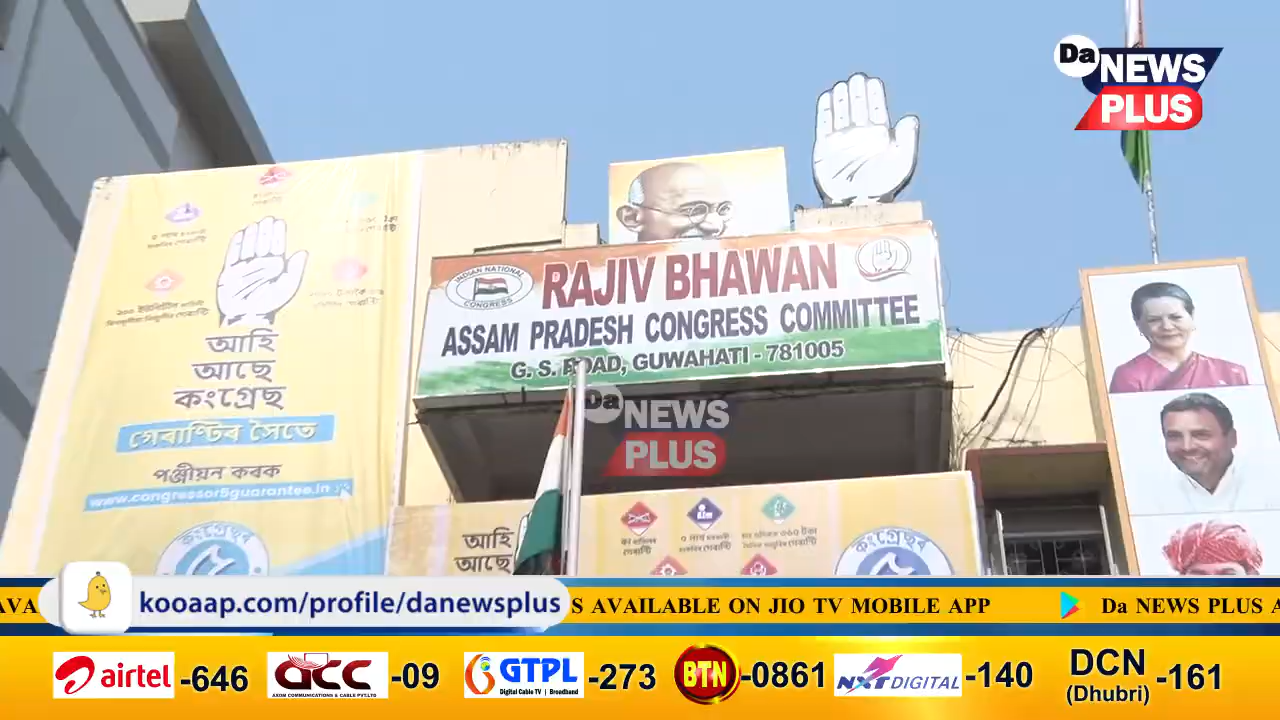 Da NEWS PLUS
INDIAN NATIONAL CONGRESS
RAJIV BHAWAN
ASSAM PRADESH CONGRESS COMMITTEE
G. S. ROAD, GUWAHATI - 781005
আহি
আছে
কংগ্ৰেছ
গেৰাণ্টিৰ সৈতে
পঞ্জীয়ন কৰক
www.congressor5guarantee.in
কংগ্ৰেছৰ
Da NEWS PLUS
আহি
আছে
গেৰাণ্টি
কংগ্ৰেছৰ
kooaap.com/profile/danewsplus
S AVAILABLE ON JIO TV MOBILE APP
Da NEWS PLUS A
airtel -646
ACC -09
AXOM COMMUNICATIONS & CABLE PVT.LTD
GTPL -273
Digital Cable TV | Broadband
BTN -0861
NXT DIGITAL -140
DCN (Dhubri) -161